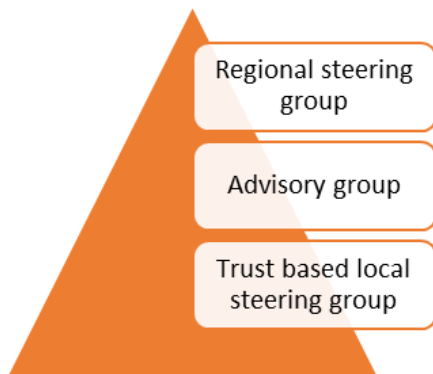 Regional steering
group
Advisory group
Trust based local
steering group